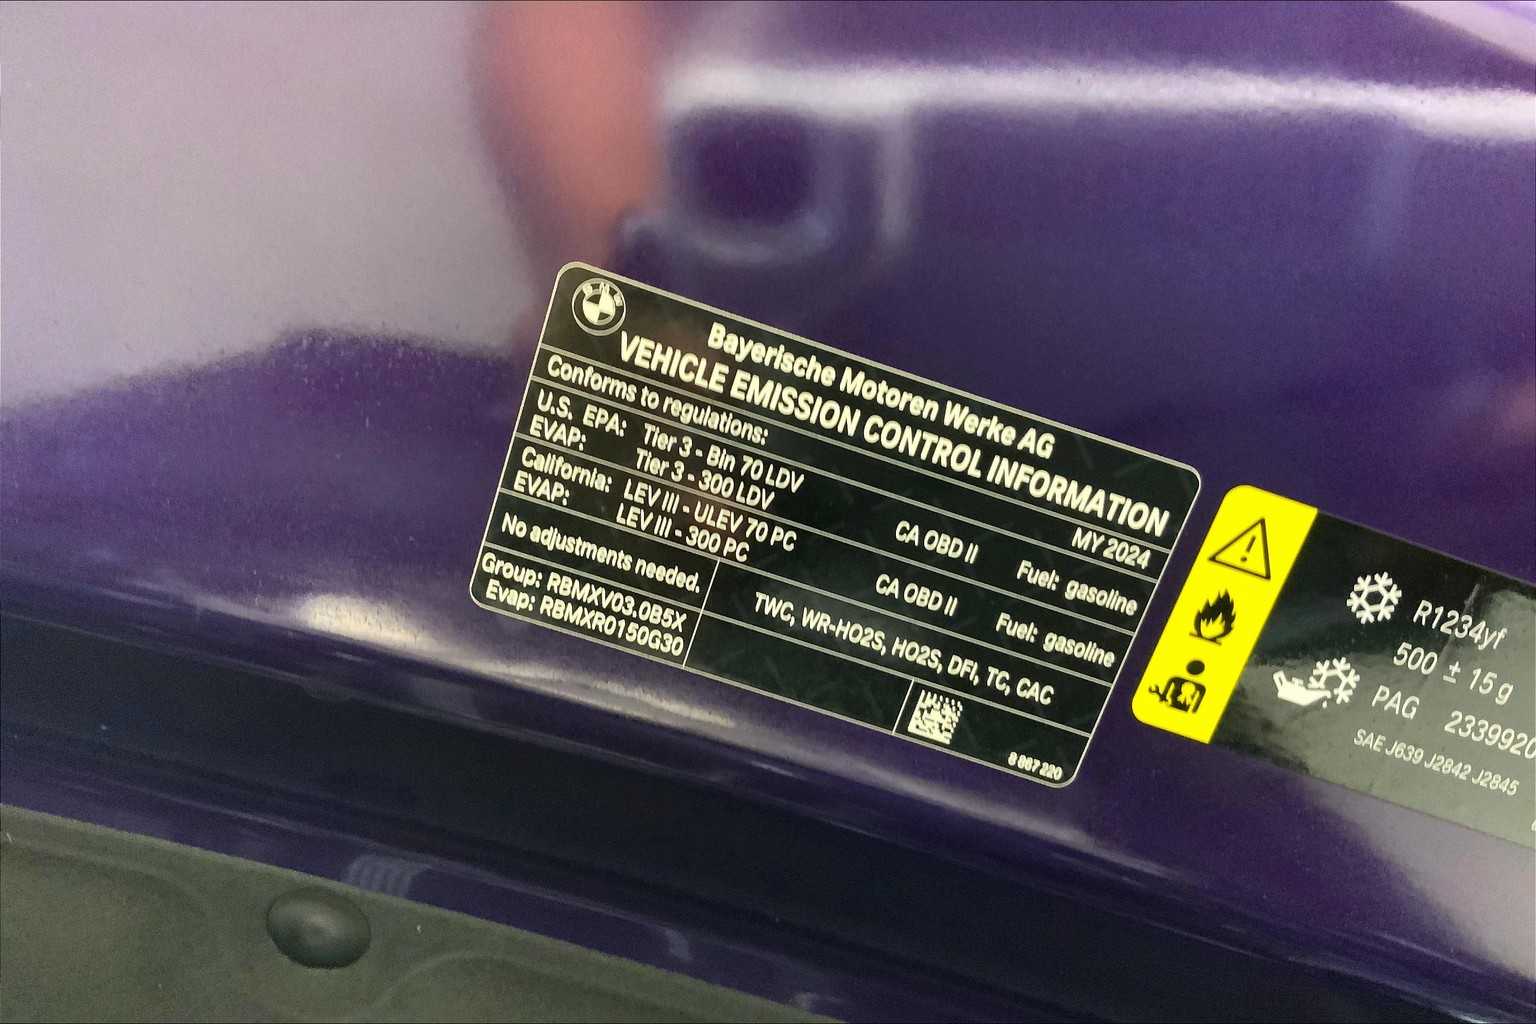 BMW
Bayerische Motoren Werke AG
VEHICLE EMISSION CONTROL INFORMATION
Conforms to regulations: MY 2024
U.S. EPA: Tier 3 - Bin 70 LDV CA OBD II Fuel: gasoline
EVAP: Tier 3 - 300 LDV
California: LEV III - ULEV 70 PC CA OBD II Fuel: gasoline
EVAP: LEV III - 300 PC
No adjustments needed. TWC, WR-HO2S, HO2S, DFI, TC, CAC
Group: RBMXV03.0B5X
Evap: RBMXR0150G30
8 867 220
R1234yf
500 ± 15 g
PAG 2339920
SAE J639 J2842 J2845